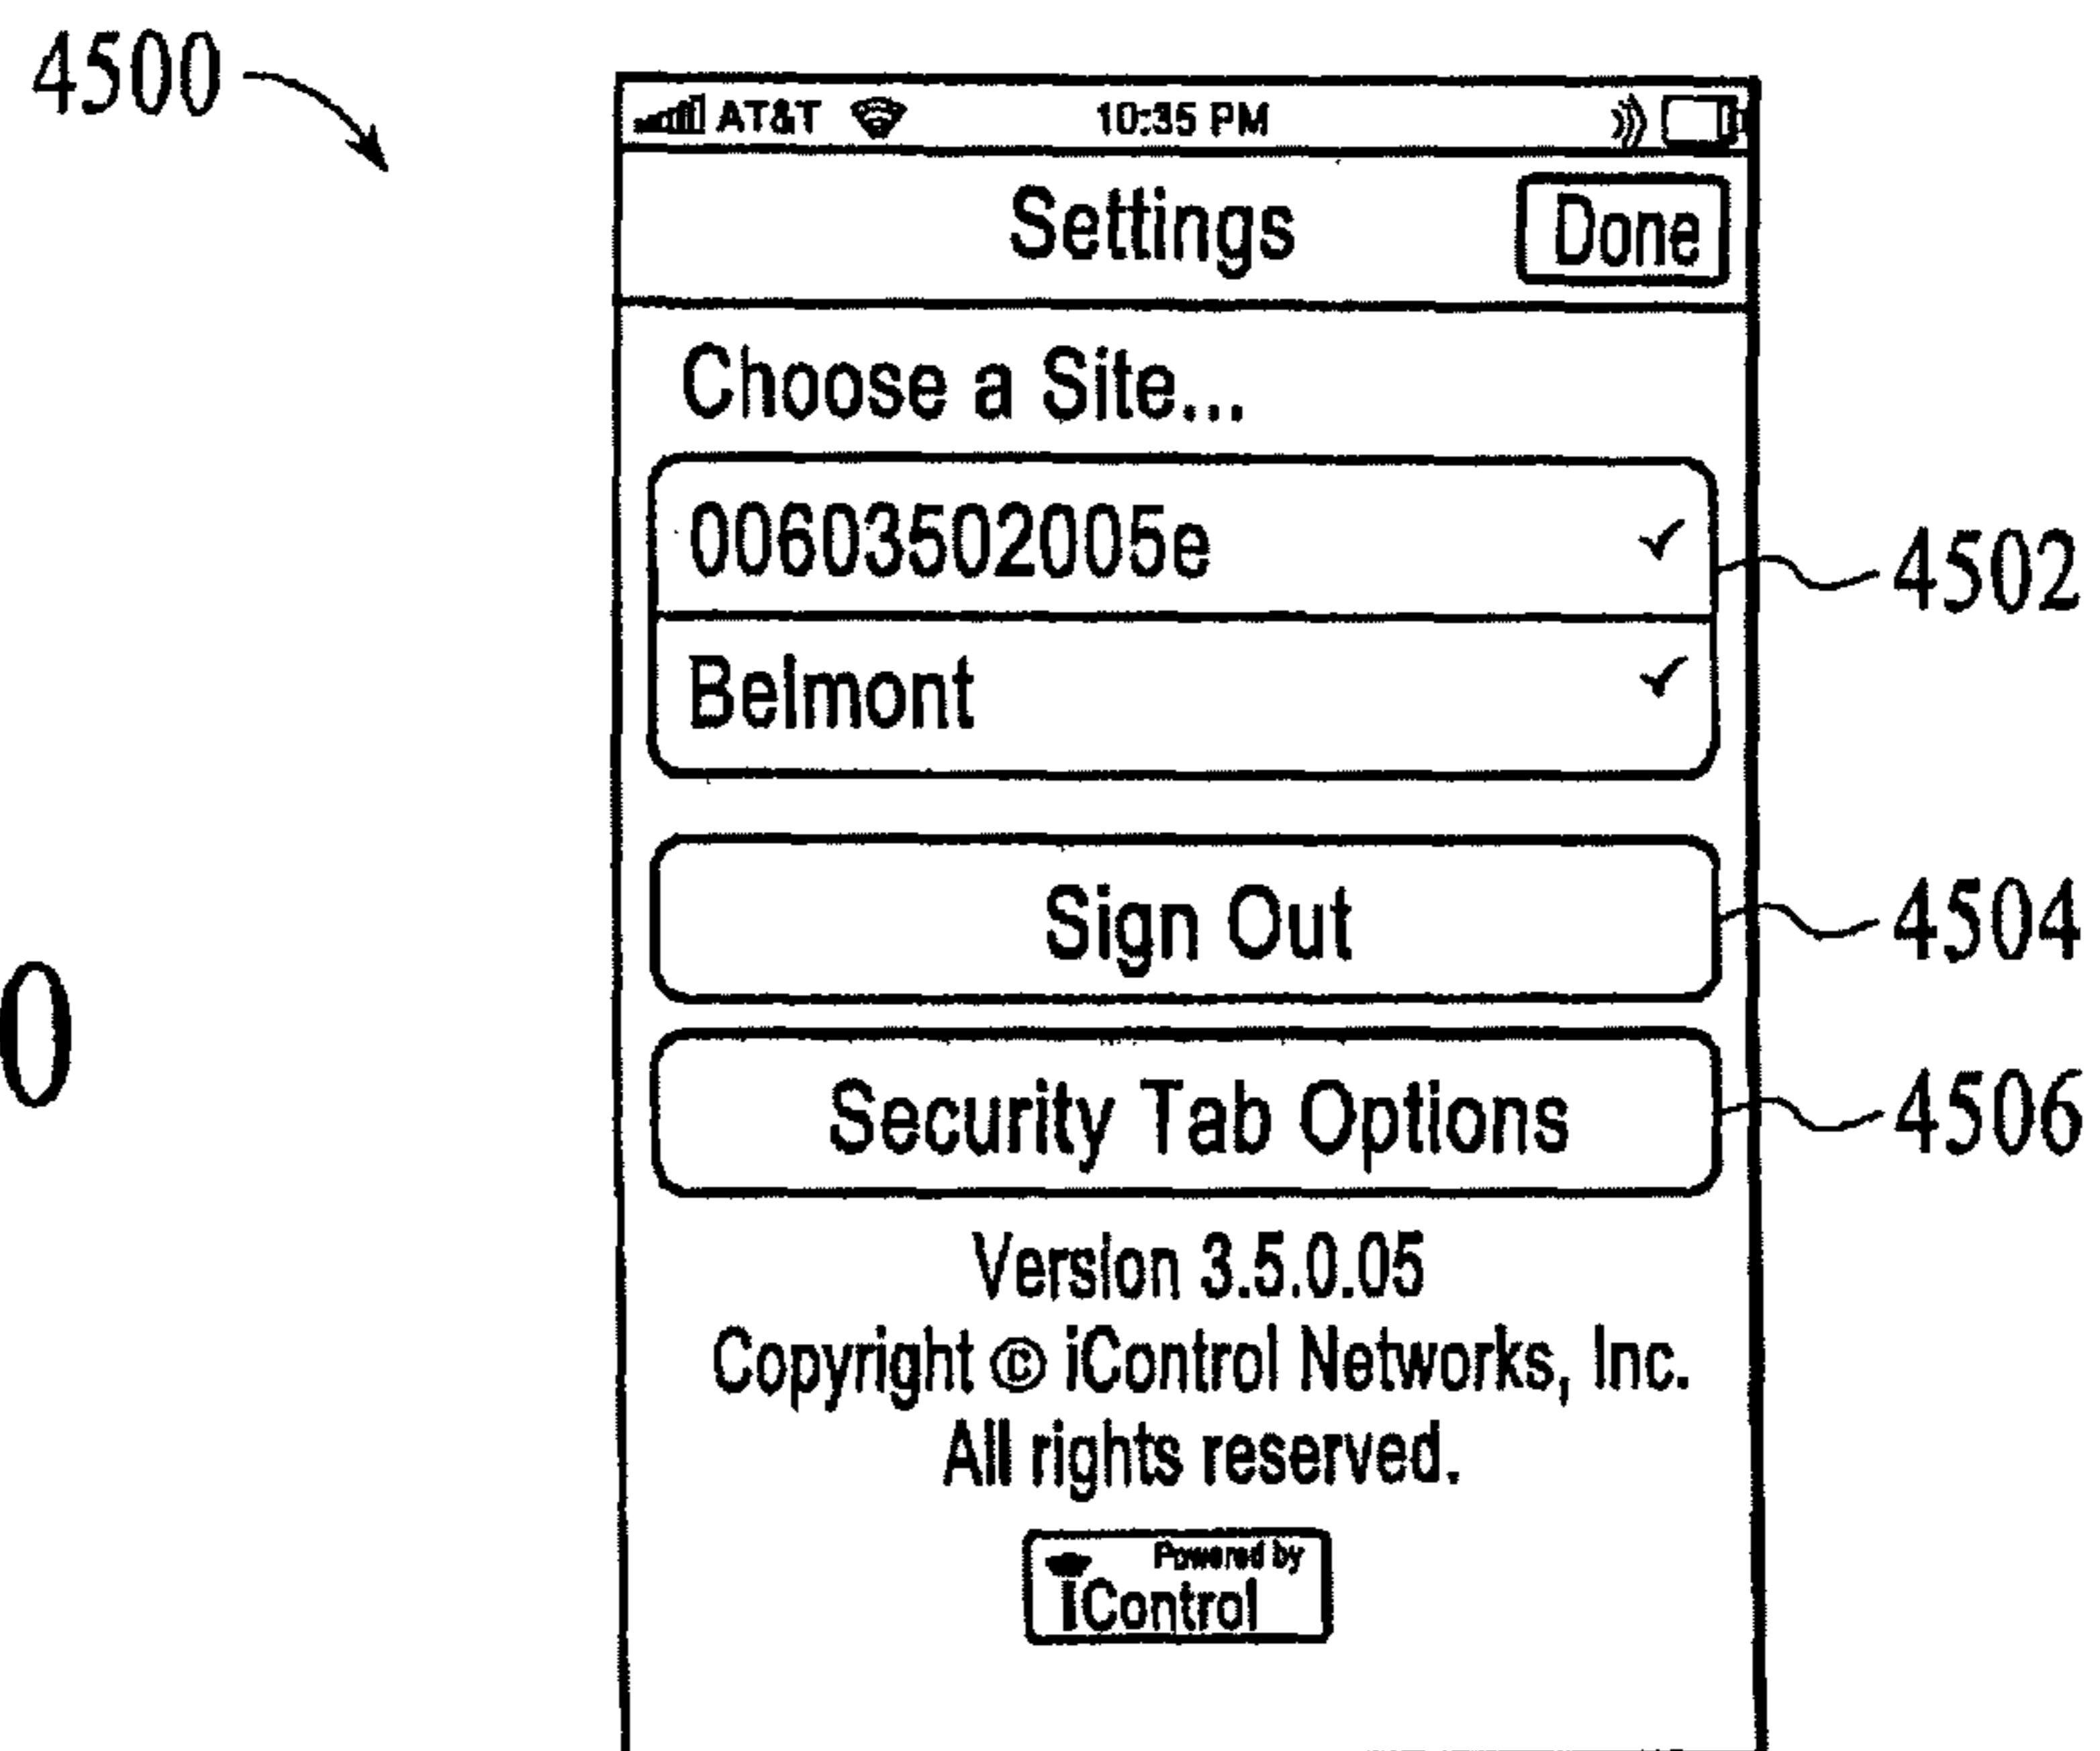 4500
AT&T 10:35 PM
Settings Done
Choose a Site...
00603502005e
4502
Belmont
Sign Out
4504
0
Security Tab Options
4506
Version 3.5.0.05
Copyright © iControl Networks, Inc.
All rights reserved.
Powered by
iControl